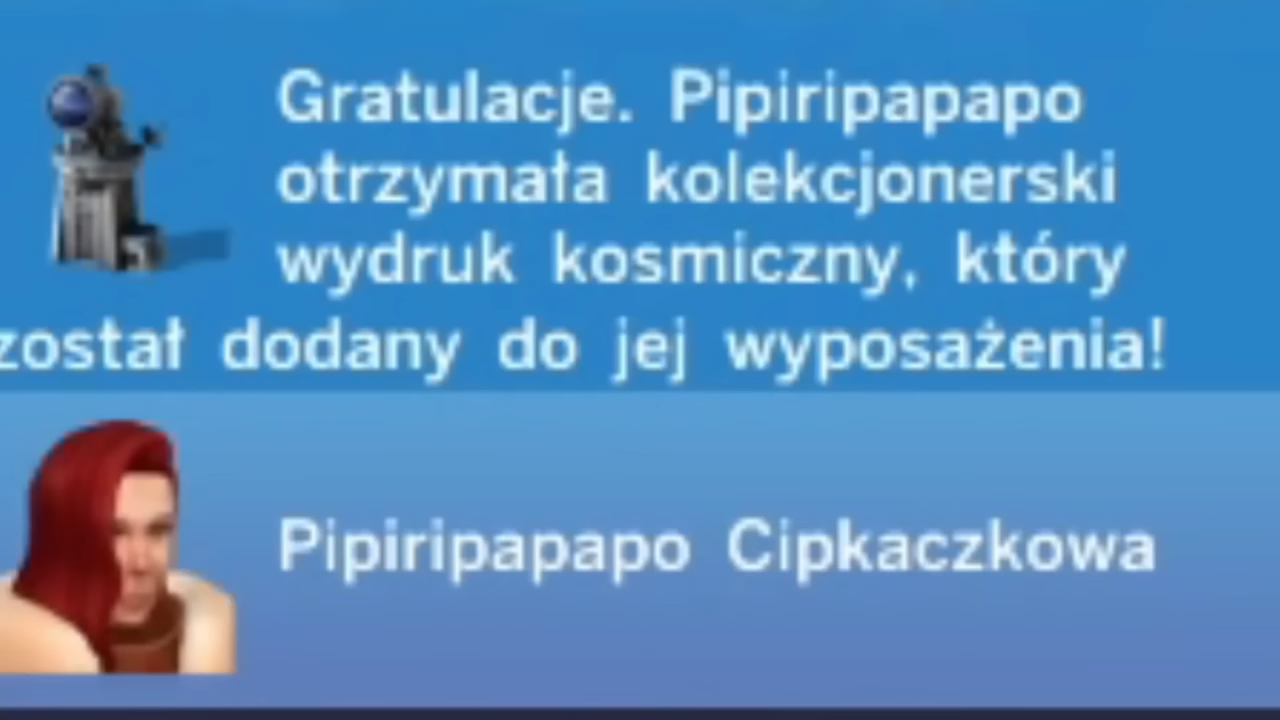 Gratulacje. Pipiripapapo
otrzymała kolekcjonerski
wydruk kosmiczny, który
został dodany do jej wyposażenia!
Pipiripapapo Cipkaczkowa